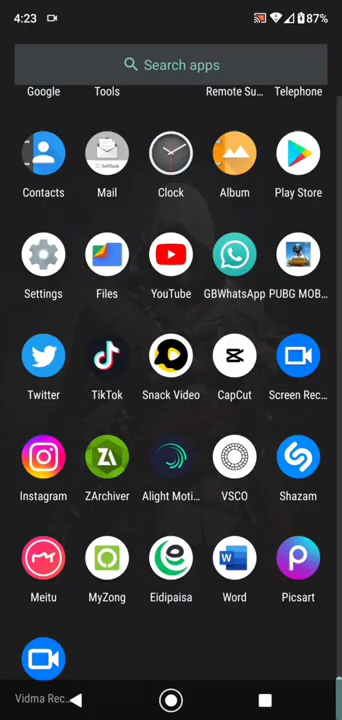 4:23 87%
Search apps
Google Tools Remote Su... Telephone
Contacts Mail Clock Album Play Store
Settings Files YouTube GBWhatsApp PUBG MOB...
Twitter TikTok Snack Video CapCut Screen Rec...
Instagram ZArchiver Alight Moti... VSCO Shazam
Meitu MyZong Eidipaisa Word Picsart
Vidma Rec...